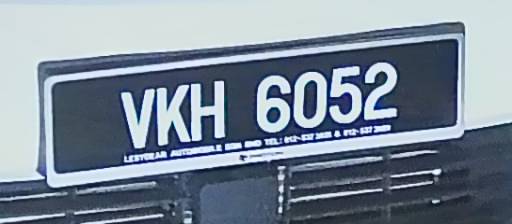 VKH 6052
AUTOMOBILE SDN BHD TEL: